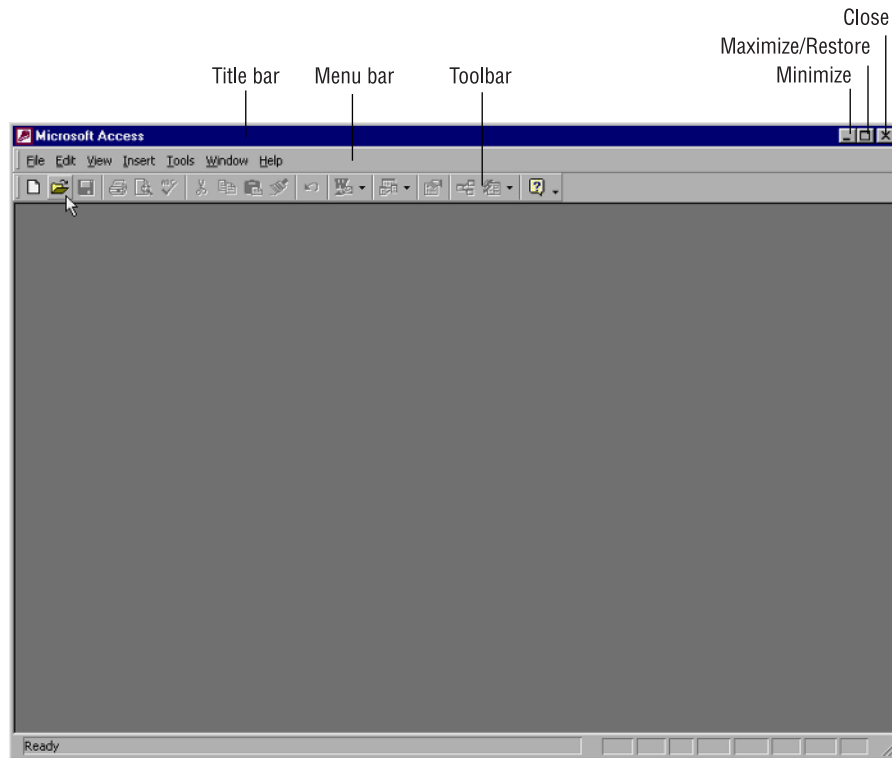 Close
Maximize/Restore
Title bar Menu bar Toolbar Minimize
Microsoft Access
File Edit View Insert Tools Window Help
Ready